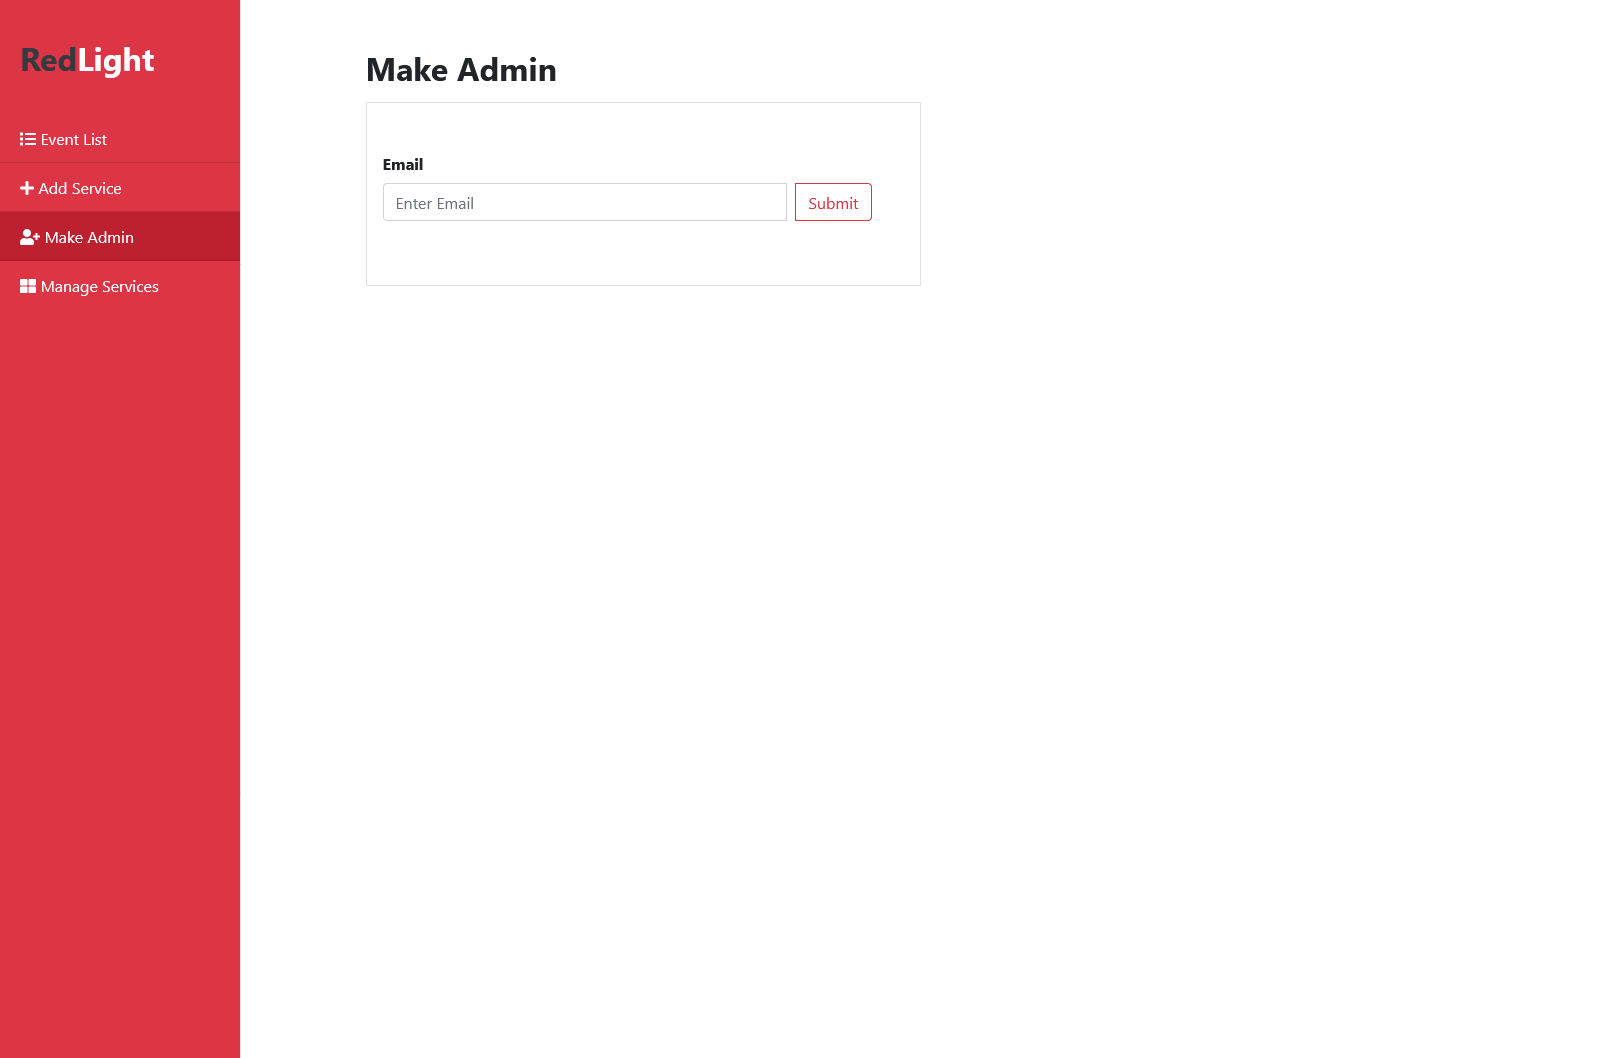 RedLight
Event List
Add Service
Make Admin
Manage Services
Make Admin
Email
Enter Email
Submit